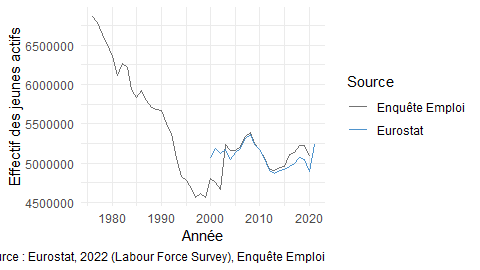 Effectif des jeunes actifs
6500000
6000000
5500000
5000000
4500000
1980
1990
2000
2010
2020
Année
Source
Enquête Emploi
Eurostat
rce : Eurostat, 2022 (Labour Force Survey), Enquête Emploi